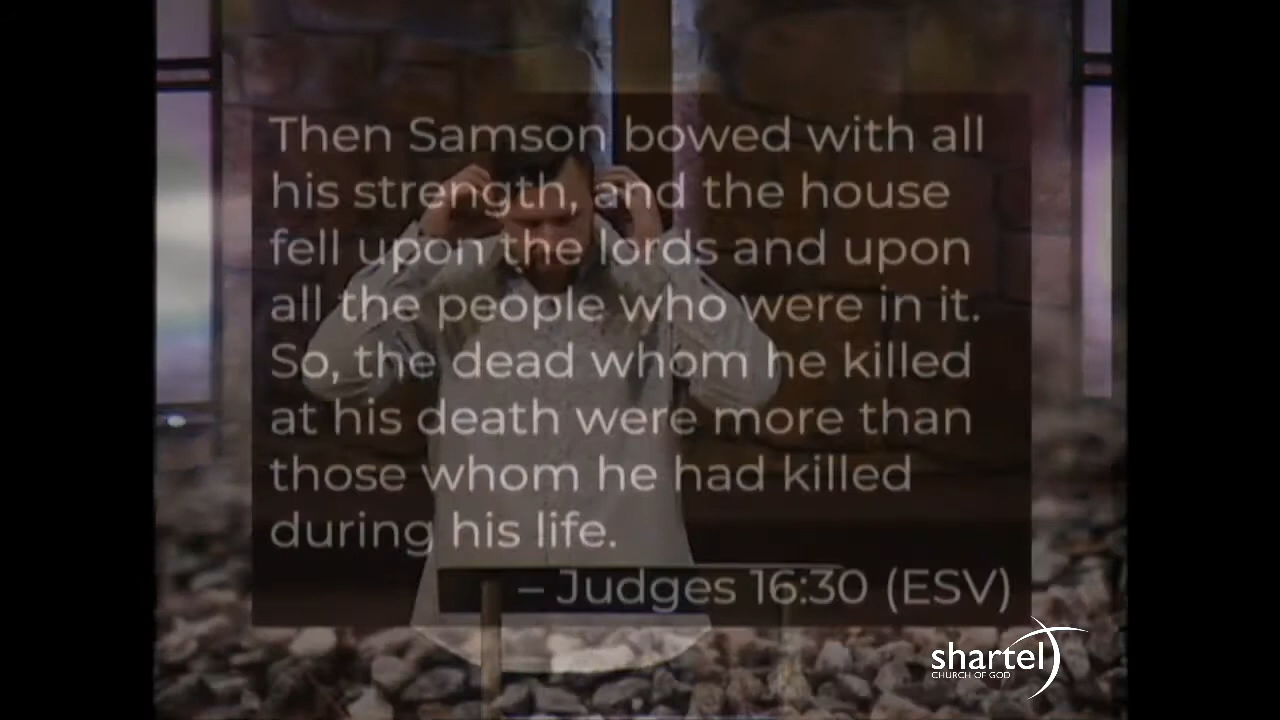 Then Samson bowed with all
his strength, and the house
fell upon the lords and upon
all the people who were in it.
So, the dead whom he killed
at his death were more than
those whom he had killed
during his life.
– Judges 16:30 (ESV)
shartel
CHURCH OF GOD